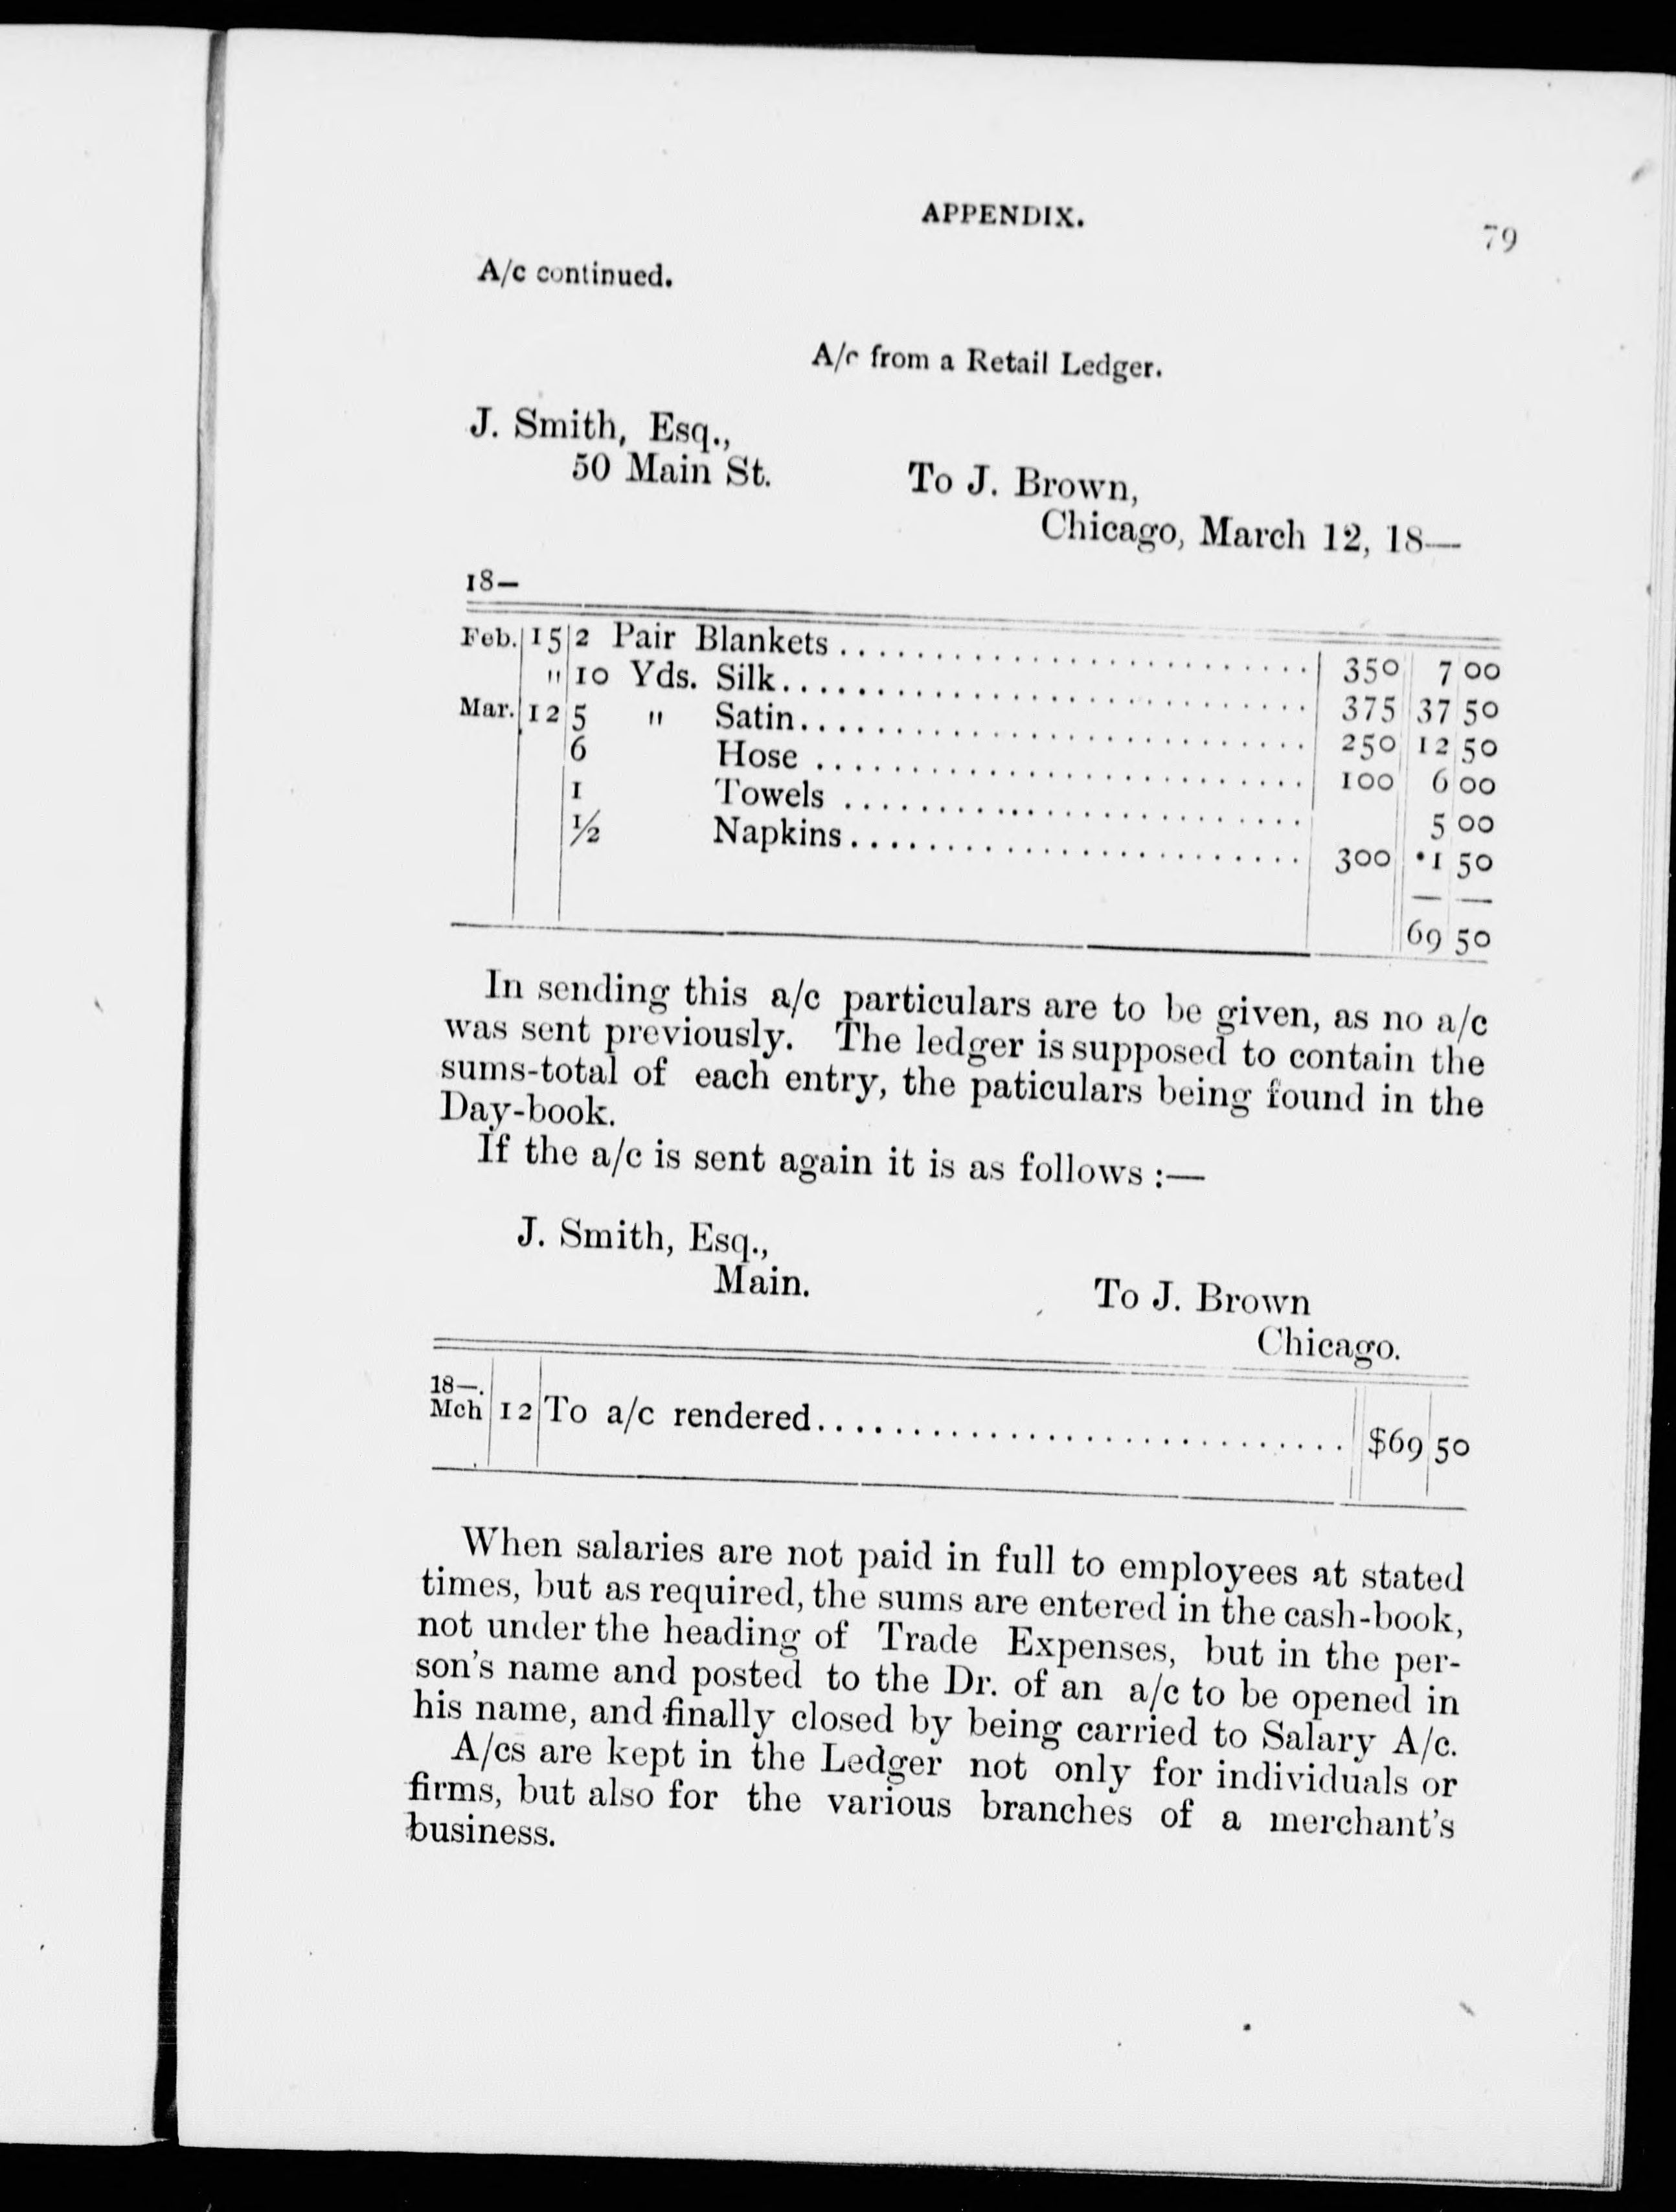 APPENDIX. 79
A/c continued.
A/c from a Retail Ledger.
J. Smith, Esq.,
50 Main St.
To J. Brown,
Chicago, March 12, 18—
18—
Feb. 15 2 Pair Blankets ........ 350 7 00
" 10 Yds. Silk ........ 375 37 50
Mar. 12 5 " Satin ........ 250 12 50
6 Hose ........ 100 6 00
1 Towels ........ 5 00
1/2 Napkins ........ 300 1 50
69 50
In sending this a/c particulars are to be given, as no a/c
was sent previously. The ledger is supposed to contain the
sums-total of each entry, the paticulars being found in the
Day-book.
If the a/c is sent again it is as follows :—
J. Smith, Esq.,
Main.
To J. Brown
Chicago.
18—.
Mch 12 To a/c rendered ........ $69 50
When salaries are not paid in full to employees at stated
times, but as required, the sums are entered in the cash-book,
not under the heading of Trade Expenses, but in the per-
son's name and posted to the Dr. of an a/c to be opened in
his name, and finally closed by being carried to Salary A/c.
A/cs are kept in the Ledger not only for individuals or
firms, but also for the various branches of a merchant's
business.